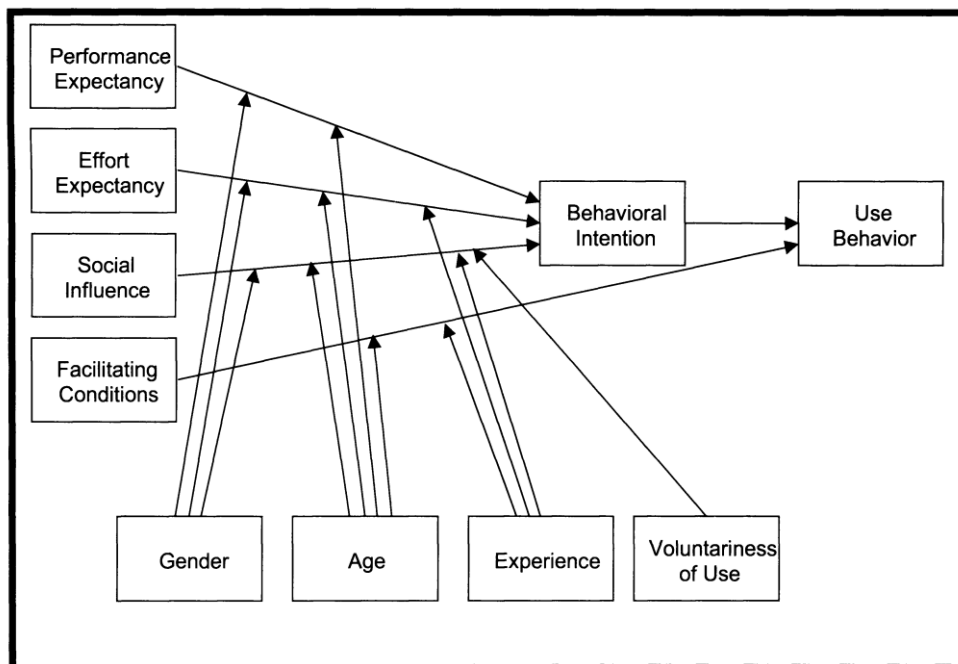 Performance
Expectancy
Effort
Expectancy
Social
Influence
Facilitating
Conditions
Behavioral
Intention
Use
Behavior
Gender
Age
Experience
Voluntariness
of Use